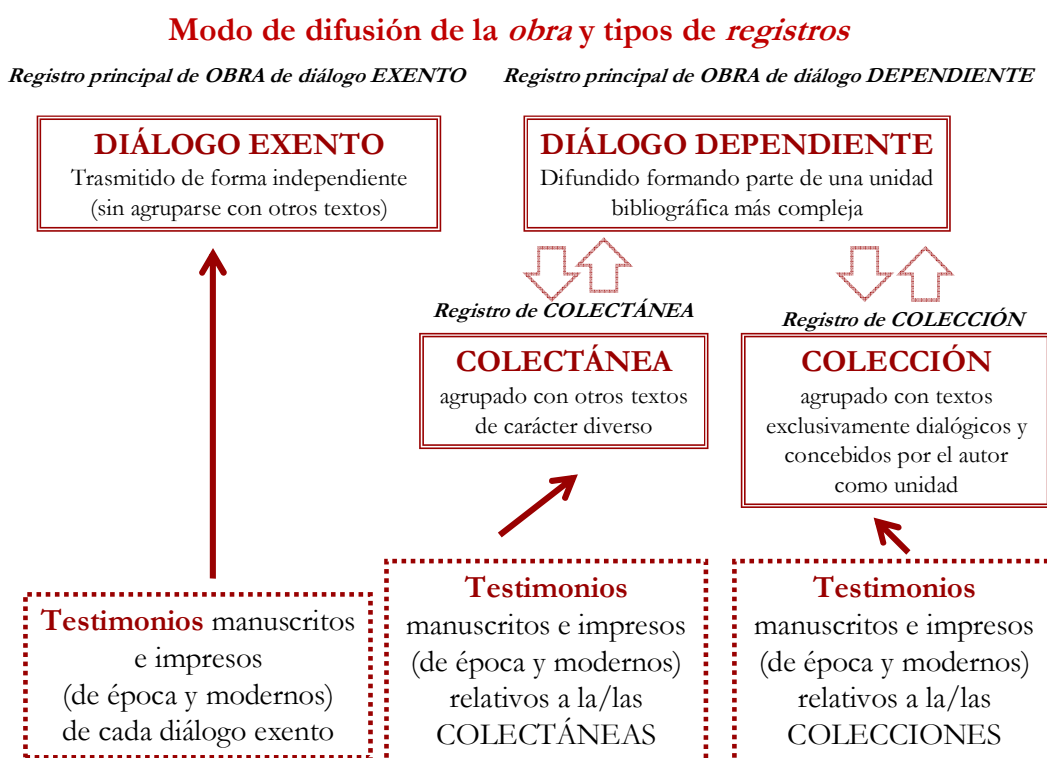 Modo de difusión de la obra y tipos de registros
Registro principal de OBRA de diálogo EXENTO
Registro principal de OBRA de diálogo DEPENDIENTE
DIÁLOGO EXENTO
Trasmitido de forma independiente
(sin agruparse con otros textos)
DIÁLOGO DEPENDIENTE
Difundido formando parte de una unidad
bibliográfica más compleja
Registro de COLECTÁNEA
COLECTÁNEA
agrupado con otros textos
de carácter diverso
Registro de COLECCIÓN
COLECCIÓN
agrupado con textos
exclusivamente dialógicos y
concebidos por el autor
como unidad
Testimonios manuscritos
e impresos
(de época y modernos)
de cada diálogo exento
Testimonios
manuscritos e impresos
(de época y modernos)
relativos a la/las
COLECTÁNEAS
Testimonios
manuscritos e impresos
(de época y modernos)
relativos a la/las
COLECCIONES